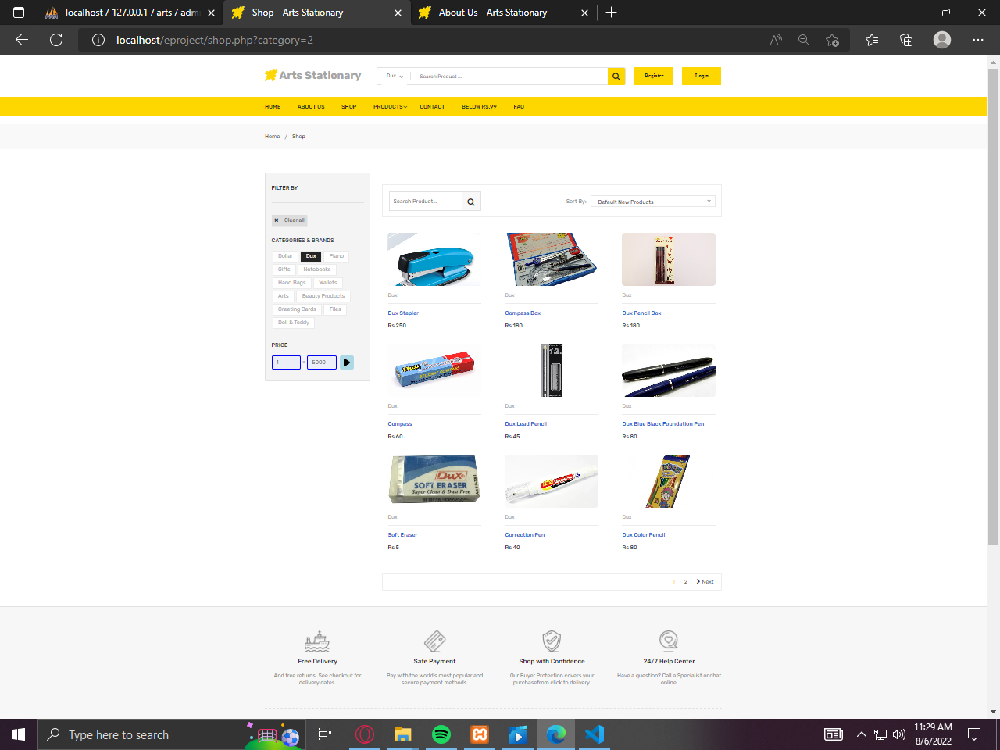 localhost / 127.0.0.1 / arts / admi
Shop - Arts Stationary
About Us - Arts Stationary
localhost/eproject/shop.php?category=2
Arts Stationary
Dux
Search Product ...
Register
Login
HOME
ABOUT US
SHOP
PRODUCTS
CONTACT
BELOW RS.99
FAQ
Home / Shop
FILTER BY
Clear all
CATEGORIES & BRANDS
Dollar
Dux
Piano
Gifts
Notebooks
Hand Bags
Wallets
Arts
Beauty Products
Greeting Cards
Files
Doll & Teddy
PRICE
1 - 5000
Search Product...
Sort By:
Default New Products
Dux
Dux Stapler
Rs 250
Dux
Compass Box
Rs 180
Dux
Dux Pencil Box
Rs 180
Dux
Compass
Rs 60
12
Dux
Dux Lead Pencil
Rs 45
Dux
Dux Blue Black Foundation Pen
Rs 80
Dux
SOFT ERASER
Super Clean & Dust Free
Dux
Soft Eraser
Rs 5
Dux
Correction Pen
Rs 40
Dux
Dux Color Pencil
Rs 80
1
2
Next
Free Delivery
And free returns. See checkout for
delivery dates.
Safe Payment
Pay with the world's most popular and
secure payment methods.
Shop with Confidence
Our Buyer Protection covers your
purchasefrom click to delivery.
24/7 Help Center
Have a question? Call a Specialist or chat
online.
Type here to search
11:29 AM
8/6/2022